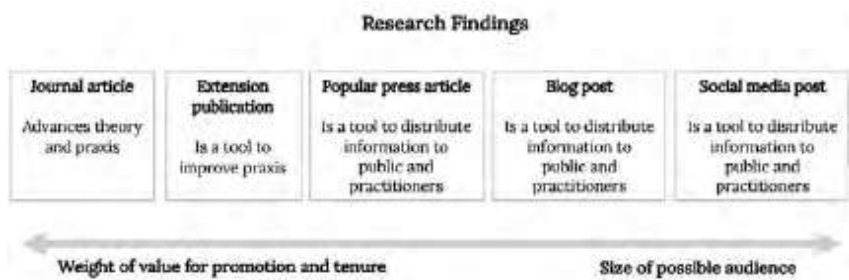 Research Findings
Journal article
Advances theory
and praxis
Extension
publication
Is a tool to
improve praxis
Popular press article
Is a tool to distribute
information to
public and
practitioners
Blog post
Is a tool to distribute
information to
public and
practitioners
Social media post
Is a tool to distribute
information to
public and
practitioners
Weight of value for promotion and tenure
Size of possible audience